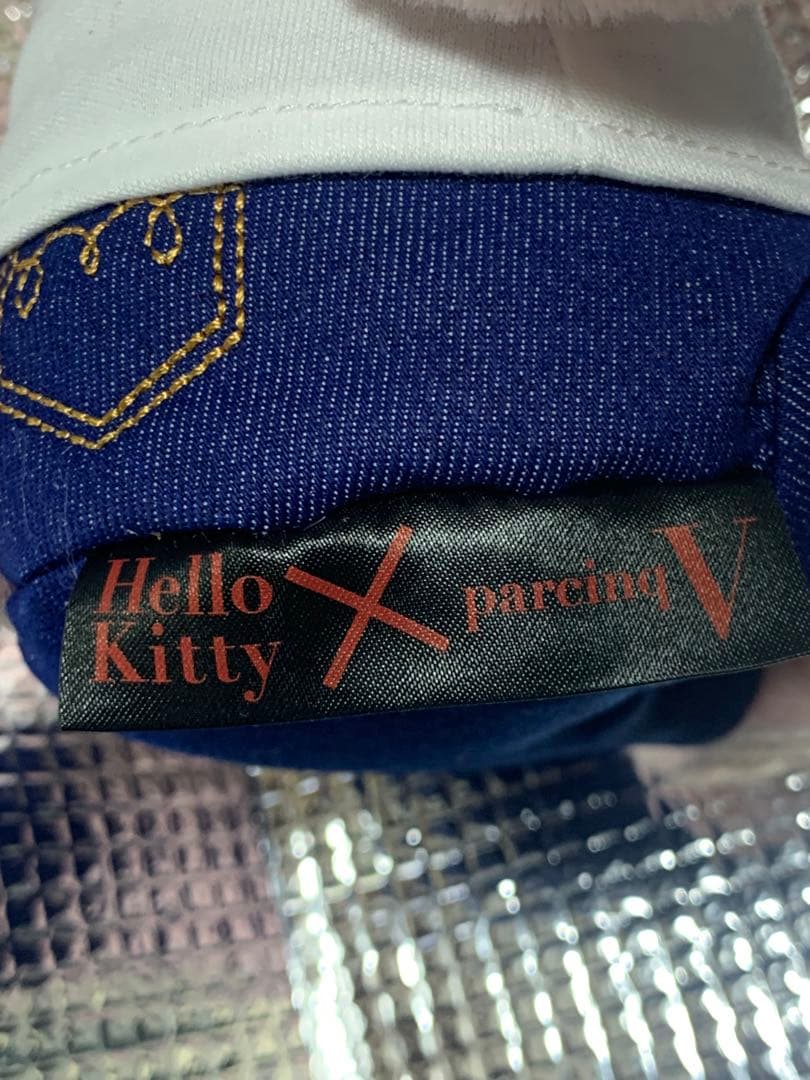 Hello
Kitty
X
parcinq V